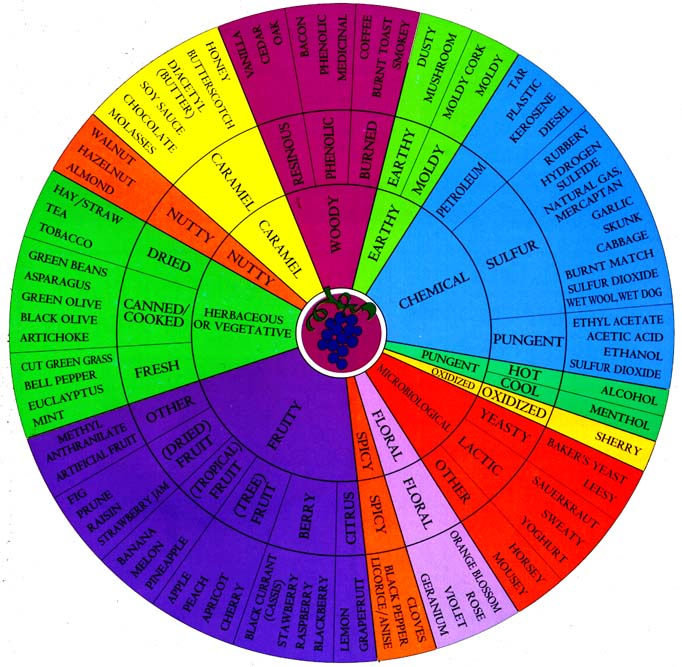 WOODY
RESINOUS
VANILLA
CEDAR
OAK
PHENOLIC
BACON
PHENOLIC
MEDICINAL
BURNED
COFFEE
BURNT TOAST
SMOKEY
EARTHY
EARTHY
DUSTY
MUSHROOM
MOLDY
MOLDY CORK
MOLDY
CHEMICAL
PETROLEUM
TAR
PLASTIC
KEROSENE
DIESEL
SULFUR
RUBBERY
HYDROGEN
SULFIDE
NATURAL GAS,
MERCAPTAN
GARLIC
SKUNK
CABBAGE
BURNT MATCH
SULFUR DIOXIDE
WET WOOL, WET DOG
PUNGENT
ETHYL ACETATE
ACETIC ACID
ETHANOL
SULFUR DIOXIDE
PUNGENT
HOT
ALCOHOL
COOL
MENTHOL
OXIDIZED
OXIDIZED
SHERRY
MICROBIOLOGICAL
YEASTY
BAKER'S YEAST
LEESY
LACTIC
SAUERKRAUT
SWEATY
YOGHURT
OTHER
HORSEY
MOUSEY
FLORAL
FLORAL
ORANGE BLOSSOM
ROSE
VIOLET
GERANIUM
SPICY
SPICY
CLOVES
BLACK PEPPER
LICORICE/ANISE
FRUITY
CITRUS
LEMON
GRAPEFRUIT
BERRY
BLACK CURRANT
(CASSIS)
STAWBERRY
RASPBERRY
BLACKBERRY
(TREE)
FRUIT
APPLE
PEACH
APRICOT
CHERRY
(TROPICAL)
FRUIT
BANANA
MELON
PINEAPPLE
(DRIED)
FRUIT
FIG
PRUNE
RAISIN
STRAWBERRY JAM
OTHER
METHYL
ANTHRANILATE
ARTIFICIAL FRUIT
HERBACEOUS
OR VEGETATIVE
FRESH
CUT GREEN GRASS
BELL PEPPER
EUCLAYPTUS
MINT
CANNED/
COOKED
GREEN BEANS
ASPARAGUS
GREEN OLIVE
BLACK OLIVE
ARTICHOKE
DRIED
HAY/STRAW
TEA
TOBACCO
NUTTY
NUTTY
WALNUT
HAZELNUT
ALMOND
CARAMEL
CARAMEL
HONEY
BUTTERSCOTCH
DIACETYL
(BUTTER)
SOY SAUCE
CHOCOLATE
MOLASSES